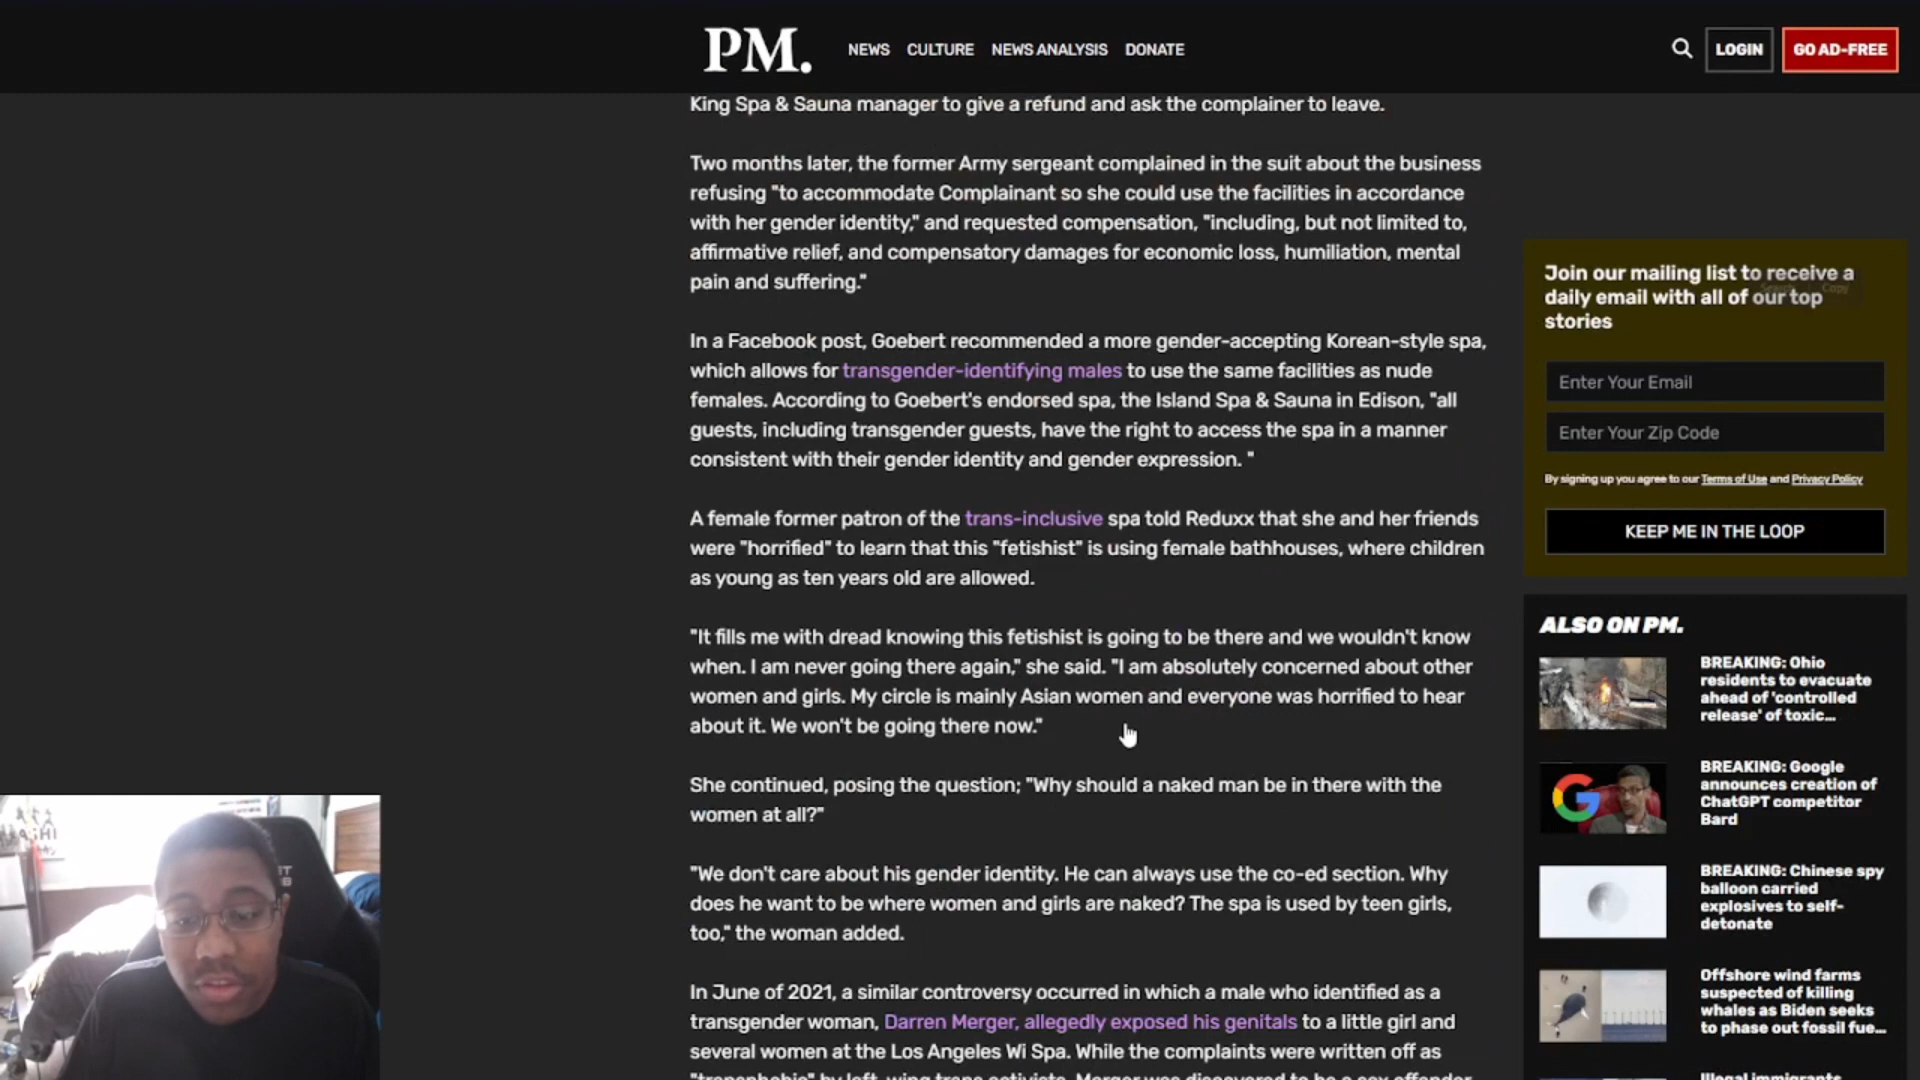 PM.
NEWS CULTURE NEWS ANALYSIS DONATE
LOGIN
GO AD-FREE
King Spa & Sauna manager to give a refund and ask the complainer to leave.
Two months later, the former Army sergeant complained in the suit about the business
refusing "to accommodate Complainant so she could use the facilities in accordance
with her gender identity," and requested compensation, "including, but not limited to,
affirmative relief, and compensatory damages for economic loss, humiliation, mental
pain and suffering."
In a Facebook post, Goebert recommended a more gender-accepting Korean-style spa,
which allows for transgender-identifying males to use the same facilities as nude
females. According to Goebert's endorsed spa, the Island Spa & Sauna in Edison, "all
guests, including transgender guests, have the right to access the spa in a manner
consistent with their gender identity and gender expression. "
A female former patron of the trans-inclusive spa told Reduxx that she and her friends
were "horrified" to learn that this "fetishist" is using female bathhouses, where children
as young as ten years old are allowed.
"It fills me with dread knowing this fetishist is going to be there and we wouldn't know
when. I am never going there again," she said. "I am absolutely concerned about other
women and girls. My circle is mainly Asian women and everyone was horrified to hear
about it. We won't be going there now."
She continued, posing the question; "Why should a naked man be in there with the
women at all?"
"We don't care about his gender identity. He can always use the co-ed section. Why
does he want to be where women and girls are naked? The spa is used by teen girls,
too," the woman added.
In June of 2021, a similar controversy occurred in which a male who identified as a
transgender woman, Darren Merger, allegedly exposed his genitals to a little girl and
several women at the Los Angeles Wi Spa. While the complaints were written off as
"transphobic" by left-wing trans activists, Merger was discovered to be a sex offender
Join our mailing list to receive a
daily email with all of our top
stories
Search Copy
Enter Your Email
Enter Your Zip Code
By signing up you agree to our Terms of Use and Privacy Policy
KEEP ME IN THE LOOP
ALSO ON PM.
BREAKING: Ohio
residents to evacuate
ahead of 'controlled
release' of toxic...
BREAKING: Google
announces creation of
ChatGPT competitor
Bard
BREAKING: Chinese spy
balloon carried
explosives to self-
detonate
Offshore wind farms
suspected of killing
whales as Biden seeks
to phase out fossil fue...
Illegal immigrants